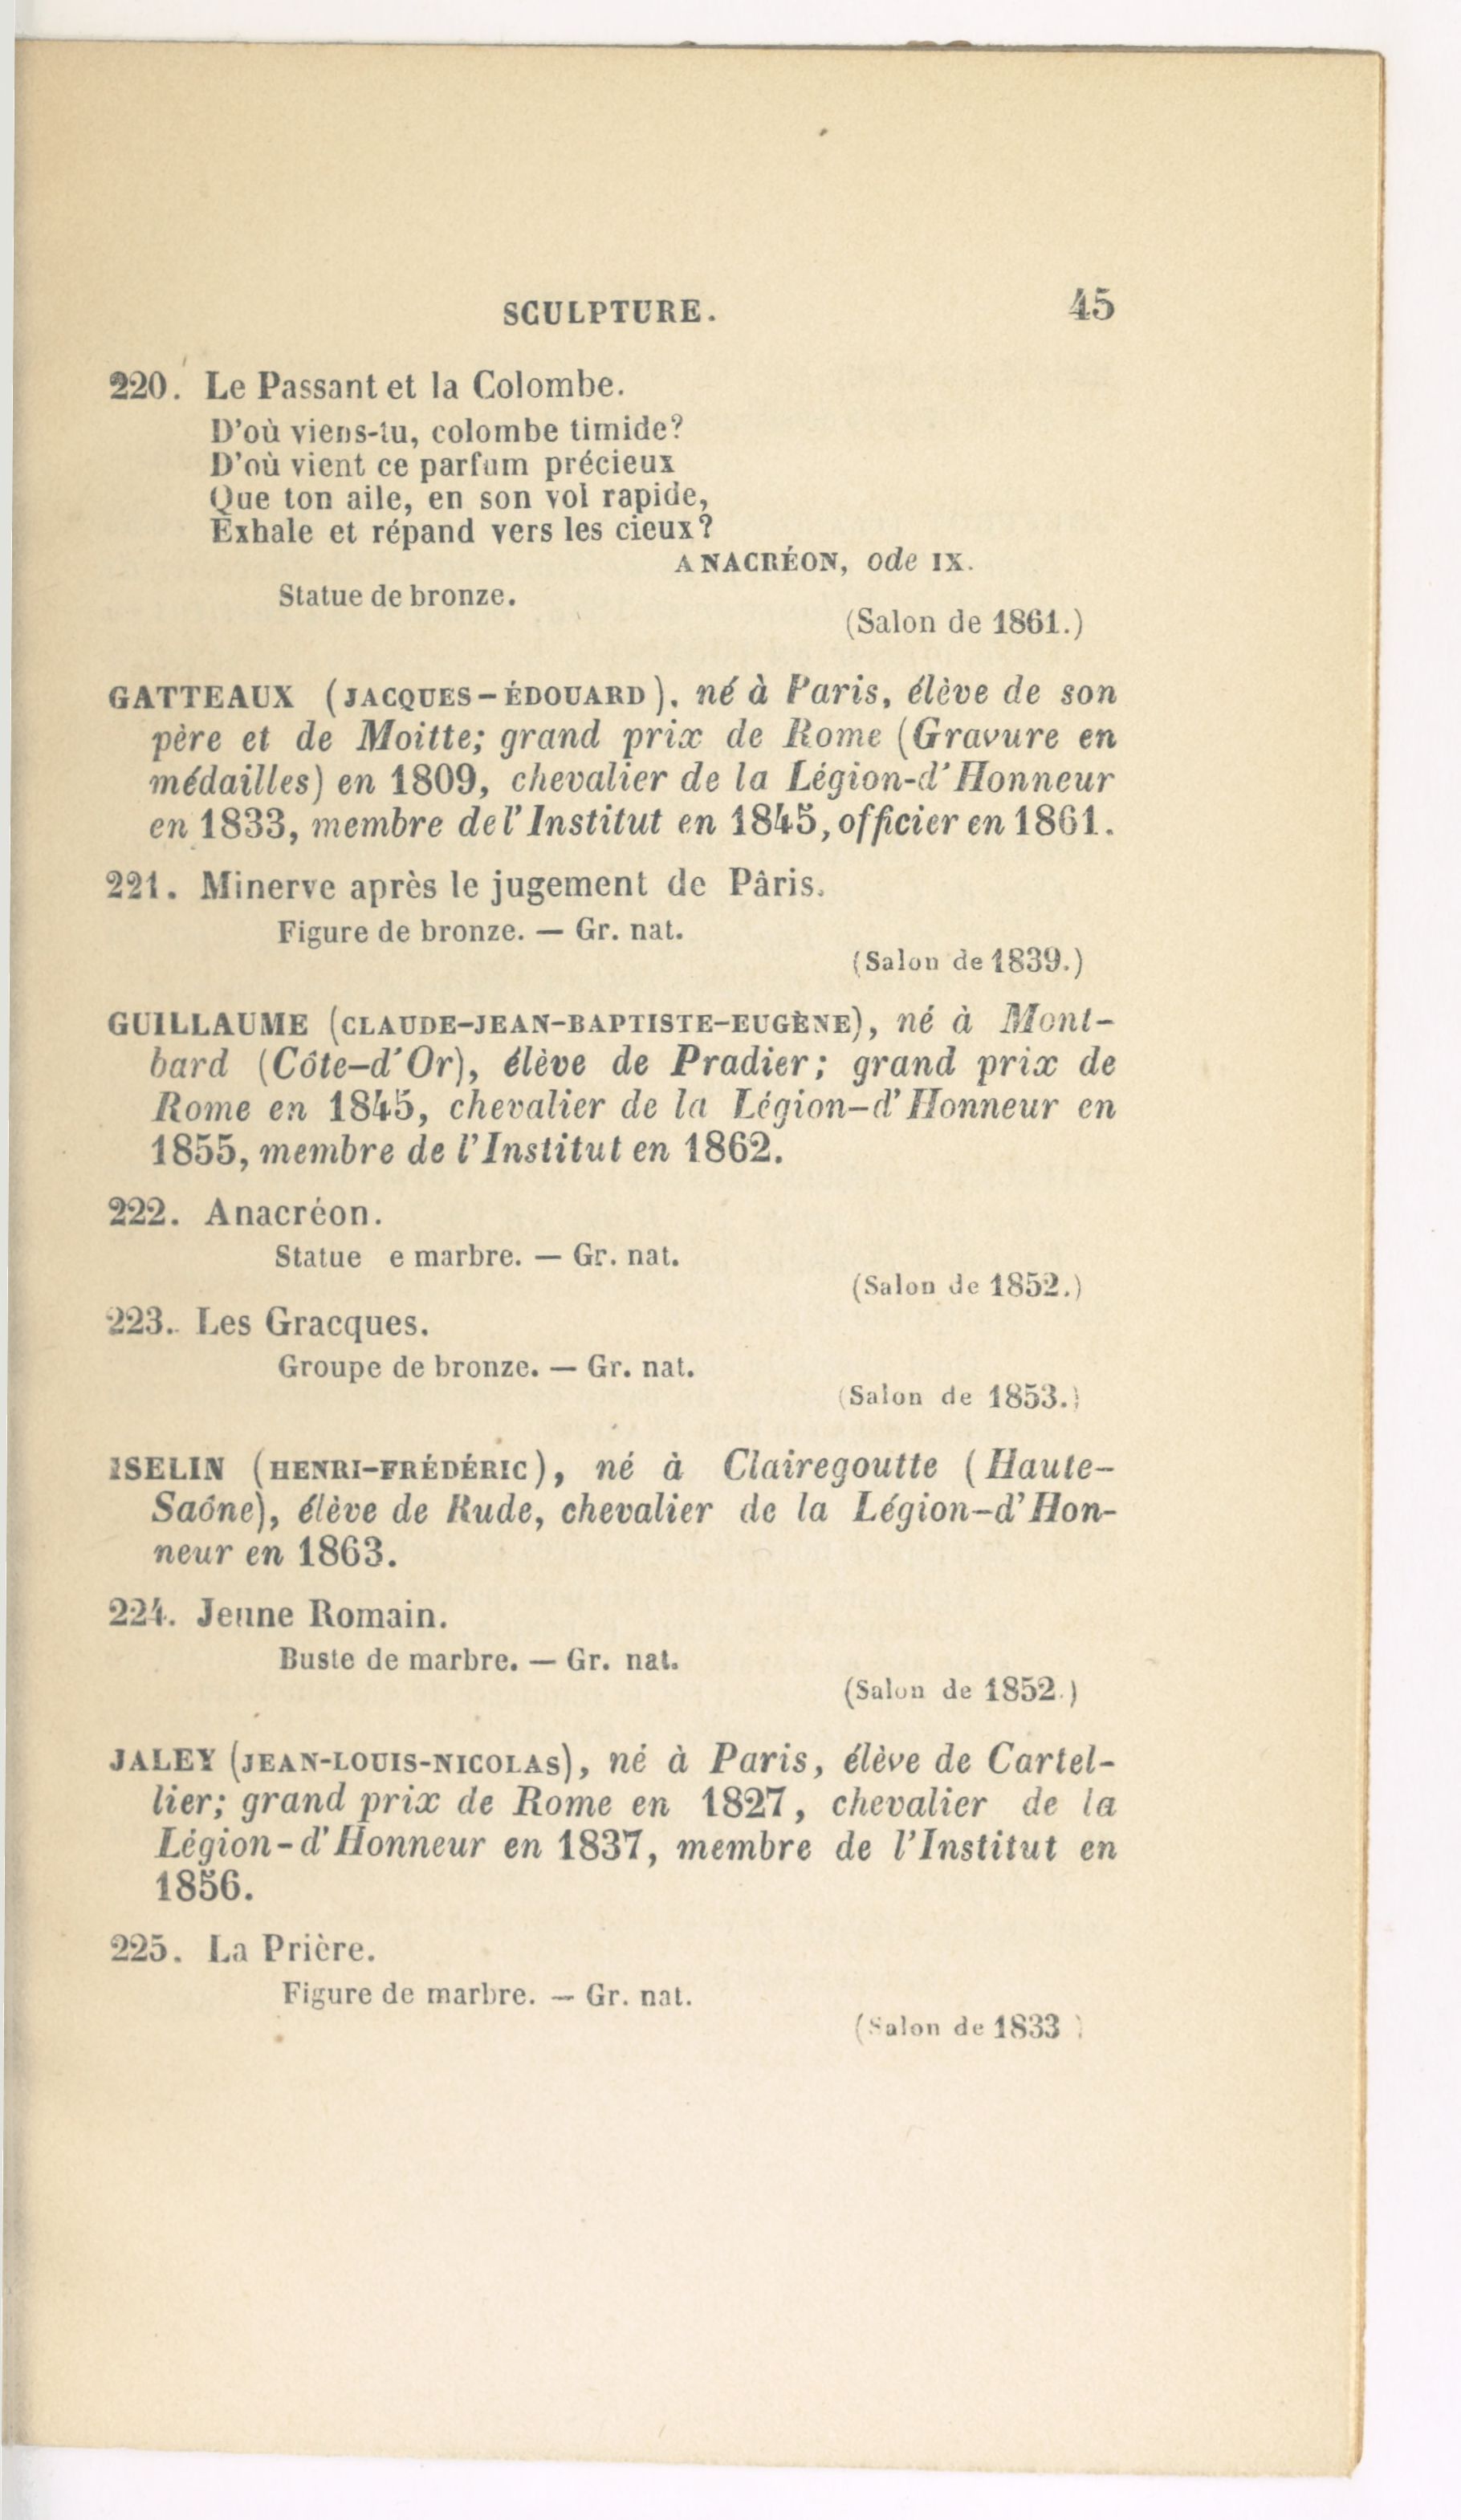 SCULPTURE. 45
220. Le Passant et la Colombe.
D'où viens-tu, colombe timide?
D'où vient ce parfum précieux
Que ton aile, en son vol rapide,
Exhale et répand vers les cieux?
ANACRÉON, ode IX.
Statue de bronze.
(Salon de 1861.)
GATTEAUX (JACQUES-ÉDOUARD), né à Paris, élève de son
père et de Moitte; grand prix de Rome (Gravure en
médailles) en 1809, chevalier de la Légion-d'Honneur
en 1833, membre de l'Institut en 1845, officier en 1861.
221. Minerve après le jugement de Pâris.
Figure de bronze. — Gr. nat.
(Salon de 1839.)
GUILLAUME (CLAUDE-JEAN-BAPTISTE-EUGÈNE), né à Mont-
bard (Côte-d'Or), élève de Pradier; grand prix de
Rome en 1845, chevalier de la Légion-d'Honneur en
1855, membre de l'Institut en 1862.
222. Anacréon.
Statue e marbre. — Gr. nat.
(Salon de 1852.)
223. Les Gracques.
Groupe de bronze. — Gr. nat.
(Salon de 1853.)
ISELIN (HENRI-FRÉDÉRIC), né à Clairegoutte (Haute-
Saône), élève de Rude, chevalier de la Légion-d'Hon-
neur en 1863.
224. Jeune Romain.
Buste de marbre. — Gr. nat.
(Salon de 1852.)
JALEY (JEAN-LOUIS-NICOLAS), né à Paris, élève de Cartel-
lier; grand prix de Rome en 1827, chevalier de la
Légion-d'Honneur en 1837, membre de l'Institut en
1856.
225. La Prière.
Figure de marbre. — Gr. nat.
(Salon de 1833)